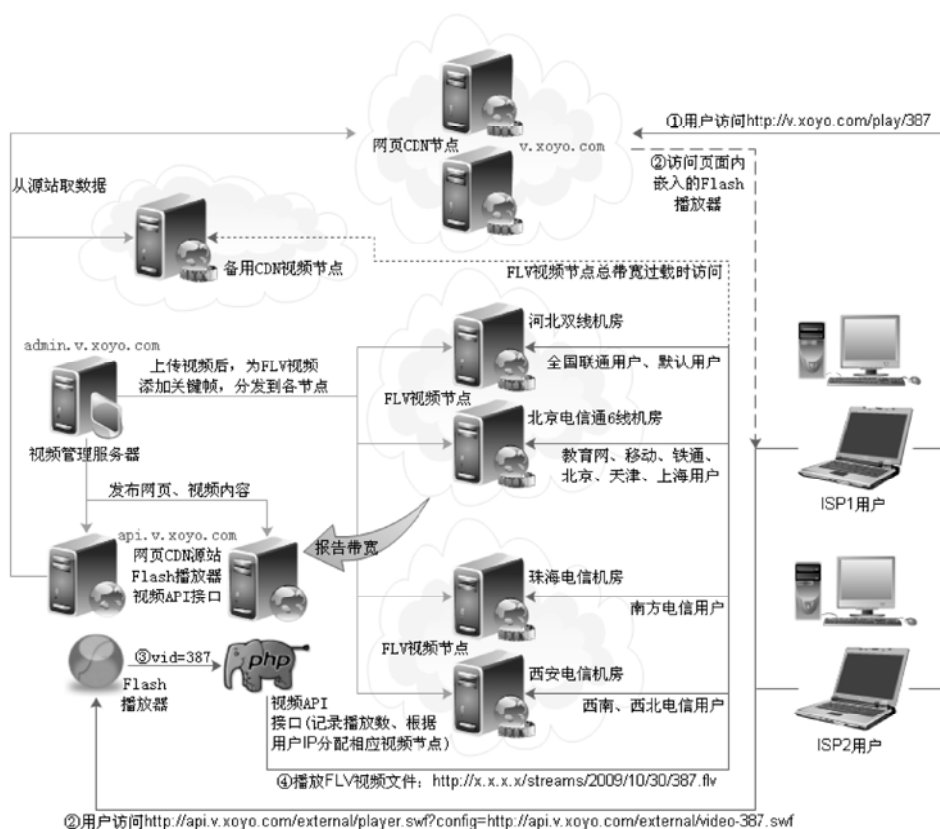 ①用户访问http://v.xoyo.com/play/387
网页CDN节点
v.xoyo.com
②访问页面内
嵌入的Flash
播放器
从源站取数据
备用CDN视频节点
FLV视频节点总带宽过载时访问
河北双线机房
admin.v.xoyo.com
上传视频后，为FLV视频
添加关键帧，分发到各节点
全国联通用户、默认用户
FLV视频节点
北京电信通6线机房
视频管理服务器
教育网、移动、铁通、
北京、天津、上海用户
发布网页、视频内容
ISP1用户
api.v.xoyo.com
网页CDN源站
Flash播放器
视频API接口
报告带宽
珠海电信机房
南方电信用户
FLV视频节点
③vid=387
php
Flash
播放器
西安电信机房
视频API
接口(记录播放数、根据
用户IP分配相应视频节点)
西南、西北电信用户
ISP2用户
④播放FLV视频文件：http://x.x.x.x/streams/2009/10/30/387.flv
②用户访问http://api.v.xoyo.com/external/player.swf?config=http://api.v.xoyo.com/external/video-387.swf